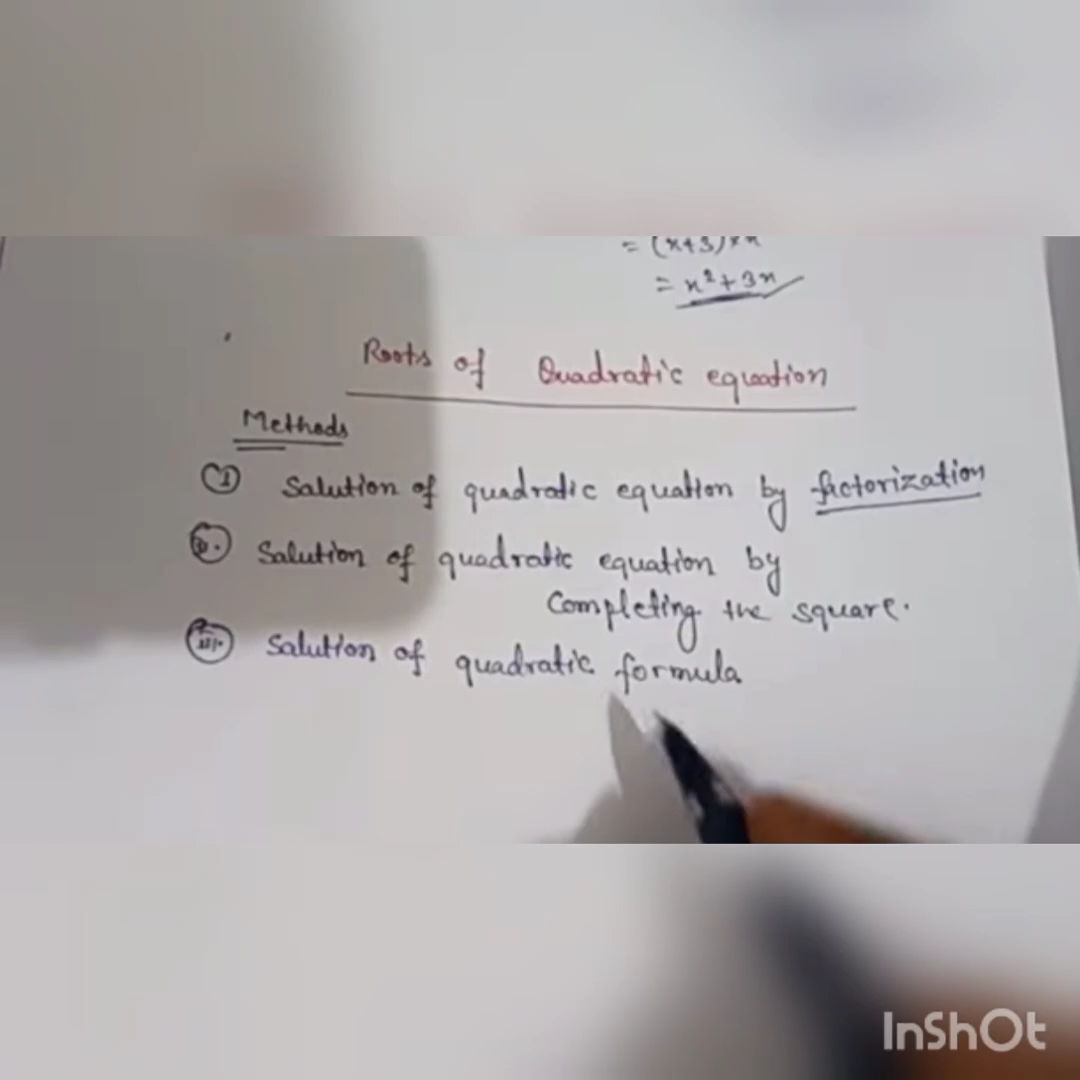 = (x+3) × x
= x² + 3x
Roots of Quadratic equation
Methods
(I) Salution of quadratic equation by factorization
(II). Salution of quadratic equation by
Completing the square.
(III). Salution of quadratic formula
InShOt